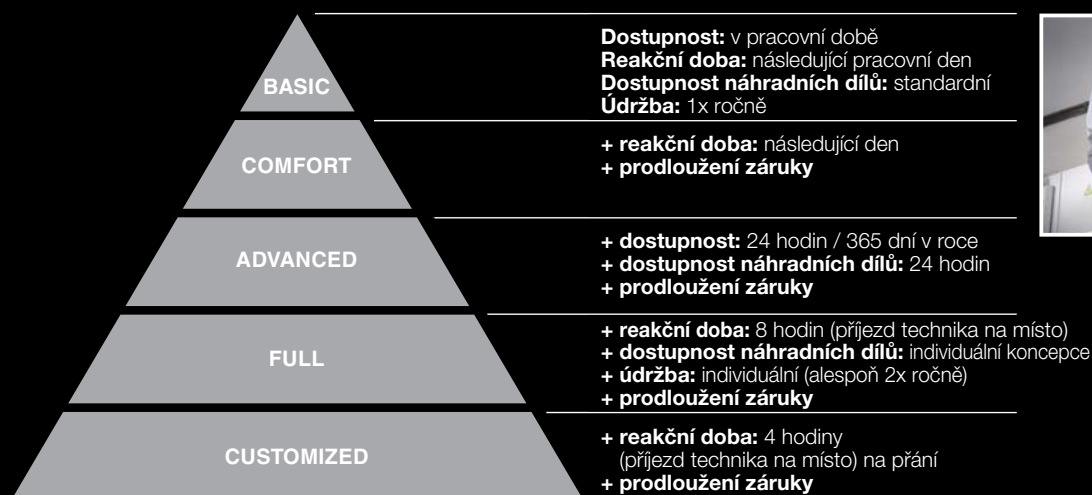 BASIC
Dostupnost: v pracovní době
Reakční doba: následující pracovní den
Dostupnost náhradních dílů: standardní
Údržba: 1x ročně
COMFORT
+ reakční doba: následující den
+ prodloužení záruky
ADVANCED
+ dostupnost: 24 hodin / 365 dní v roce
+ dostupnost náhradních dílů: 24 hodin
+ prodloužení záruky
FULL
+ reakční doba: 8 hodin (příjezd technika na místo)
+ dostupnost náhradních dílů: individuální koncepce
+ údržba: individuální (alespoň 2x ročně)
+ prodloužení záruky
CUSTOMIZED
+ reakční doba: 4 hodiny
(příjezd technika na místo) na přání
+ prodloužení záruky